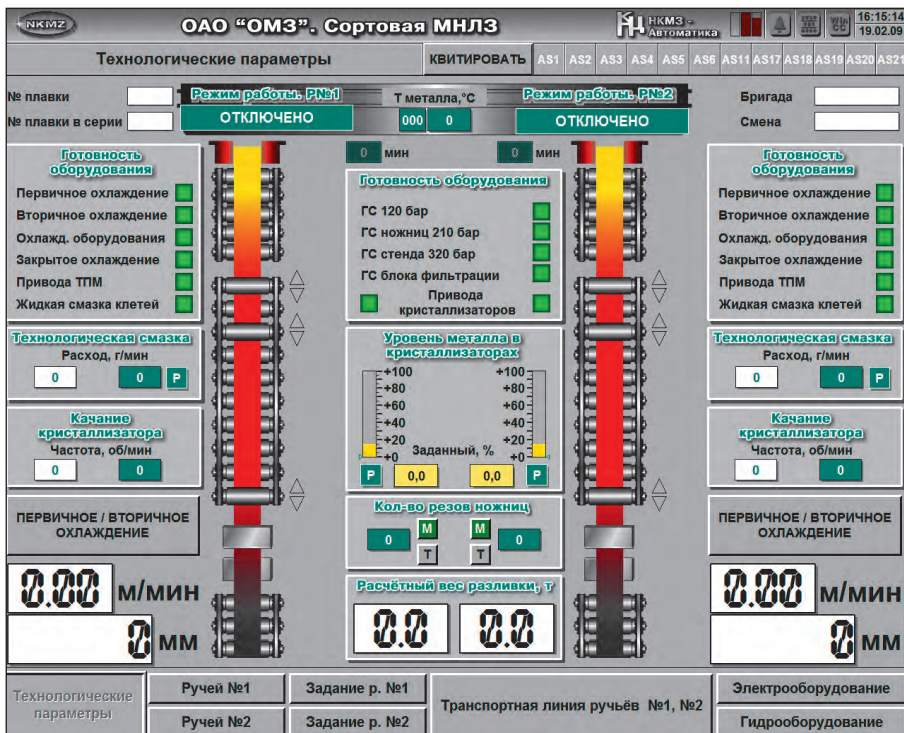 NKMZ
ОАО “ОМЗ”. Сортовая МНЛЗ
НКМЗ -
Автоматика
WIN
CC
16:15:14
19.02.09
Технологические параметры
КВИТИРОВАТЬ
AS1 AS2 AS3 AS4 AS5 AS6 AS11 AS17 AS18 AS19 AS20 AS21
№ плавки
№ плавки в серии
Режим работы. Р№1
ОТКЛЮЧЕНО
Т металла,°С
000 0
Режим работы. Р№2
ОТКЛЮЧЕНО
Бригада
Смена
0 мин
0 мин
Готовность
оборудования
Первичное охлаждение
Вторичное охлаждение
Охлажд. оборудования
Закрытое охлаждение
Привода ТПМ
Жидкая смазка клетей
Технологическая смазка
Расход, г/мин
0 0 Р
Качание
кристаллизатора
Частота, об/мин
0 0
ПЕРВИЧНОЕ / ВТОРИЧНОЕ
ОХЛАЖДЕНИЕ
0.00 м/мин
0 мм
Готовность оборудования
ГС 120 бар
ГС ножниц 210 бар
ГС стенда 320 бар
ГС блока фильтрации
Привода
кристаллизаторов
Уровень металла в
кристаллизаторах
+100 +100
+80 +80
+60 +60
+40 +40
+20 +20
+0 Заданный, % +0
Р 0,0 0,0 Р
Кол-во резов ножниц
0 М М 0
Т Т
Расчётный вес разливки, т
0.0 0.0
Готовность
оборудования
Первичное охлаждение
Вторичное охлаждение
Охлажд. оборудования
Закрытое охлаждение
Привода ТПМ
Жидкая смазка клетей
Технологическая смазка
Расход, г/мин
0 0 Р
Качание
кристаллизатора
Частота, об/мин
0 0
ПЕРВИЧНОЕ / ВТОРИЧНОЕ
ОХЛАЖДЕНИЕ
0.00 м/мин
0 мм
Технологические
параметры
Ручей №1
Ручей №2
Задание р. №1
Задание р. №2
Транспортная линия ручьёв №1, №2
Электрооборудование
Гидрооборудование